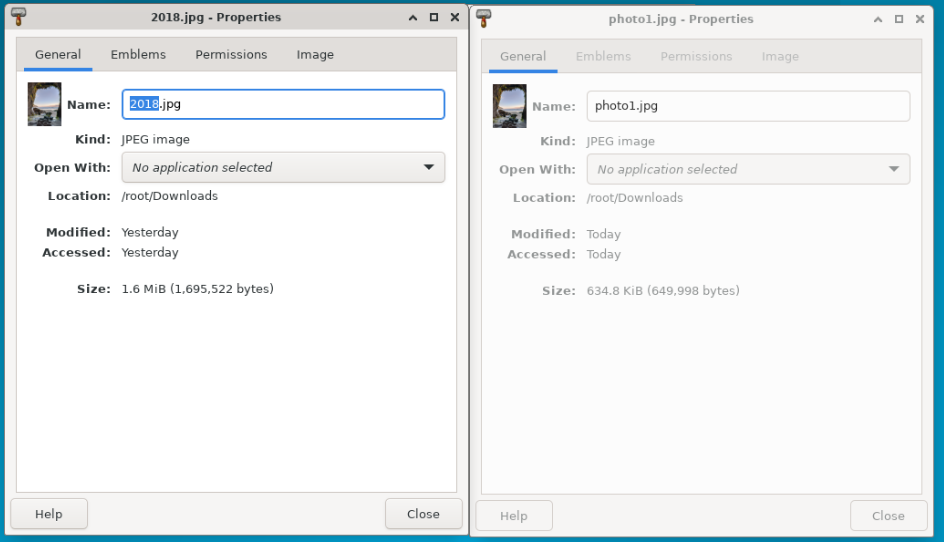 2018.jpg - Properties
General Emblems Permissions Image
Name: 2018.jpg
Kind: JPEG image
Open With: No application selected
Location: /root/Downloads
Modified: Yesterday
Accessed: Yesterday
Size: 1.6 MiB (1,695,522 bytes)
Help Close
photo1.jpg - Properties
General Emblems Permissions Image
Name: photo1.jpg
Kind: JPEG image
Open With: No application selected
Location: /root/Downloads
Modified: Today
Accessed: Today
Size: 634.8 KiB (649,998 bytes)
Help Close